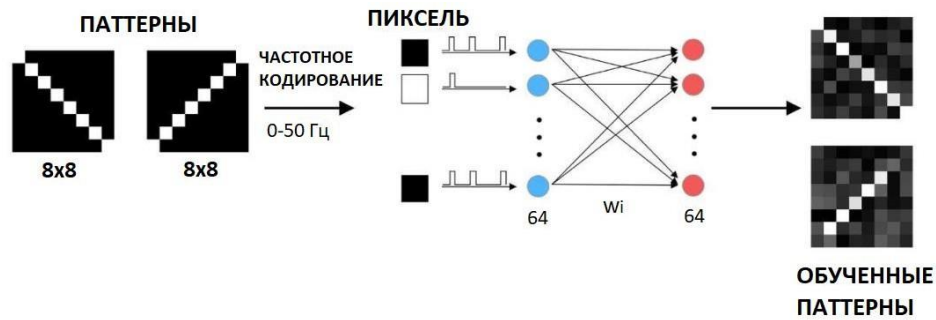 ПАТТЕРНЫ
8x8
8x8
ЧАСТОТНОЕ
КОДИРОВАНИЕ
0-50 Гц
ПИКСЕЛЬ
64
Wi
64
ОБУЧЕННЫЕ
ПАТТЕРНЫ